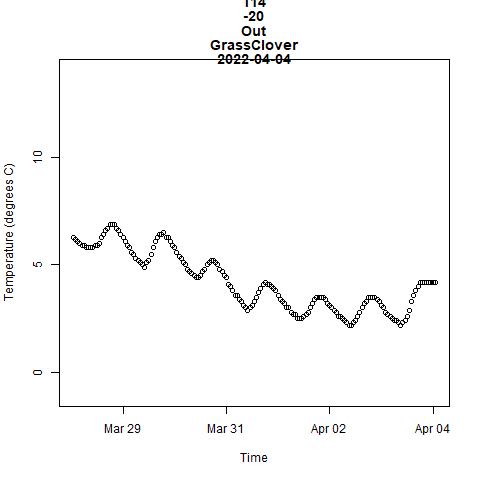 T14
-20
Out
GrassClover
2022-04-04
Temperature (degrees C)
10
5
0
Mar 29
Mar 31
Apr 02
Apr 04
Time